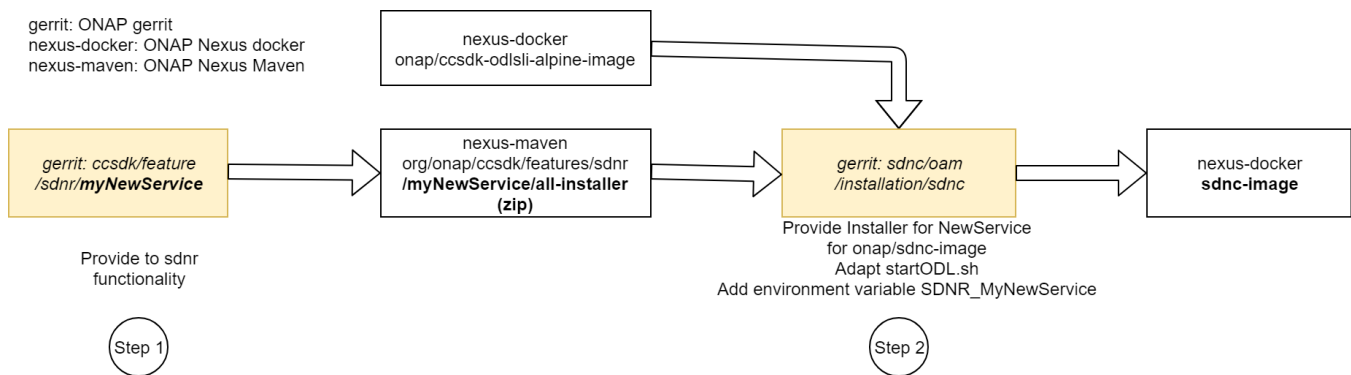 gerrit: ONAP gerrit
nexus-docker: ONAP Nexus docker
nexus-maven: ONAP Nexus Maven
nexus-docker
onap/ccsdk-odlsli-alpine-image
gerrit: ccsdk/feature
/sdnr/myNewService
nexus-maven
org/onap/ccsdk/features/sdnr
/myNewService/all-installer
(zip)
gerrit: sdnc/oam
/installation/sdnc
nexus-docker
sdnc-image
Provide to sdnr
functionality
Provide Installer for NewService
for onap/sdnc-image
Adapt startODL.sh
Add environment variable SDNR_MyNewService
Step 1
Step 2